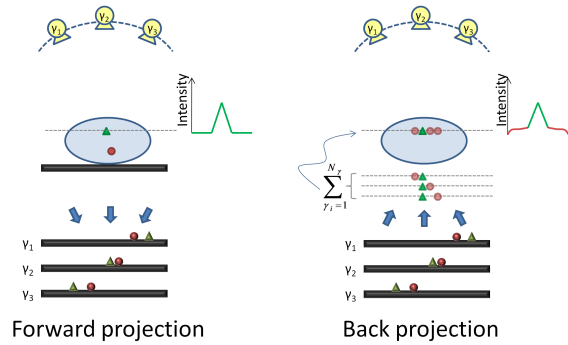 γ₁ γ₂ γ₃
Intensity
γ₁
γ₂
γ₃
Forward projection
γ₁ γ₂ γ₃
Intensity
Nγ
∑
γᵢ=1
γ₁
γ₂
γ₃
Back projection